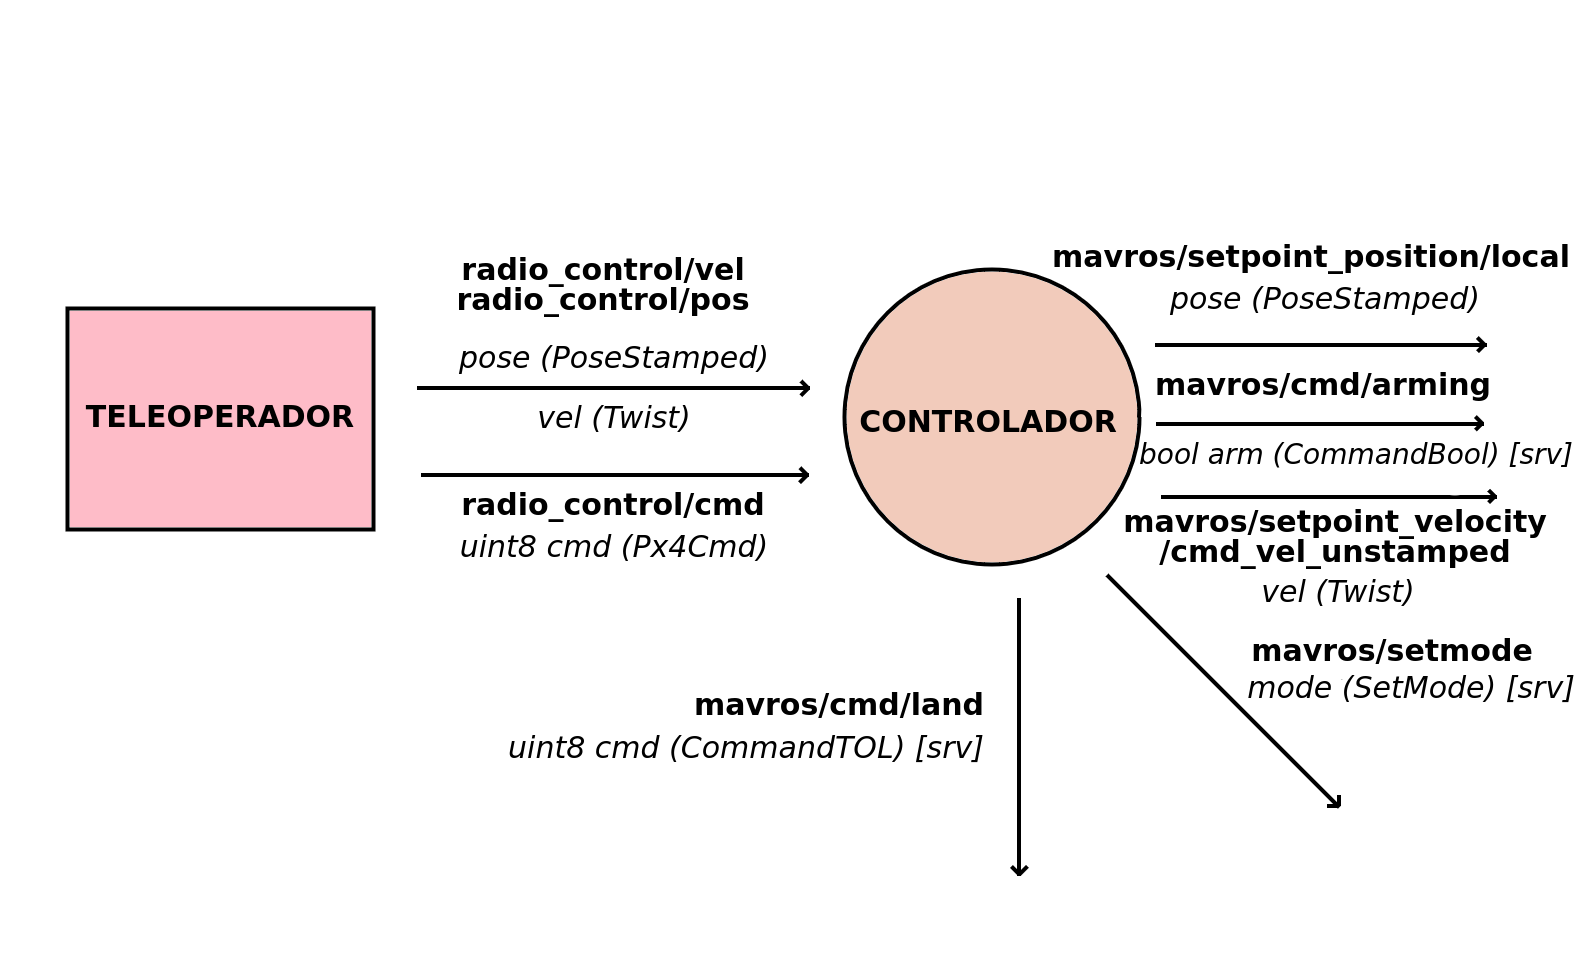 TELEOPERADOR
radio_control/vel
radio_control/pos
pose (PoseStamped)
vel (Twist)
radio_control/cmd
uint8 cmd (Px4Cmd)
CONTROLADOR
mavros/setpoint_position/local
pose (PoseStamped)
mavros/cmd/arming
bool arm (CommandBool) [srv]
mavros/setpoint_velocity
/cmd_vel_unstamped
vel (Twist)
mavros/setmode
mode (SetMode) [srv]
mavros/cmd/land
uint8 cmd (CommandTOL) [srv]